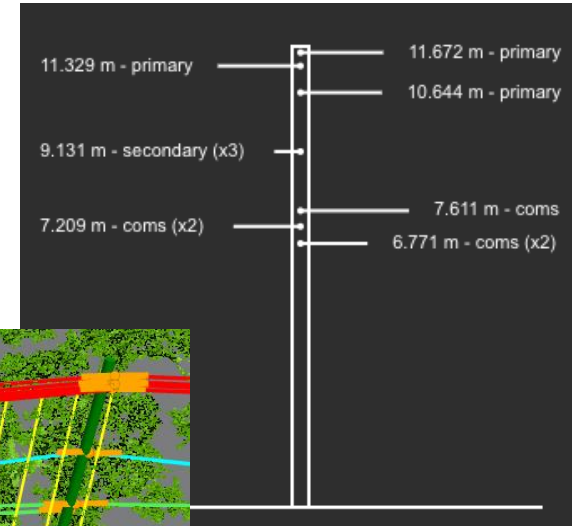 11.672 m - primary
11.329 m - primary
10.644 m - primary
9.131 m - secondary (x3)
7.611 m - coms
7.209 m - coms (x2)
6.771 m - coms (x2)